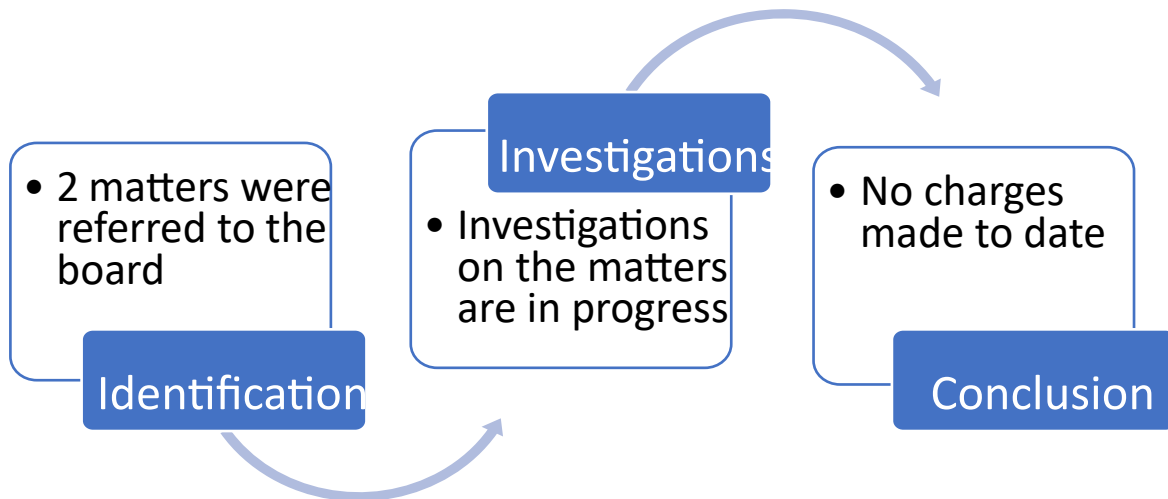 • 2 matters were
referred to the
board
Identification
Investigations
• Investigations
on the matters
are in progress
• No charges
made to date
Conclusion